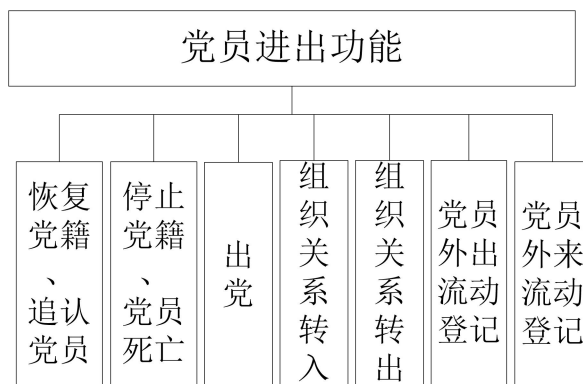 党员进出功能
恢复
党籍
、
追认
党员
停止
党籍
、
党员
死亡
出
党
组
织
关
系
转
入
组
织
关
系
转
出
党员
外出
流动
登记
党员
外来
流动
登记